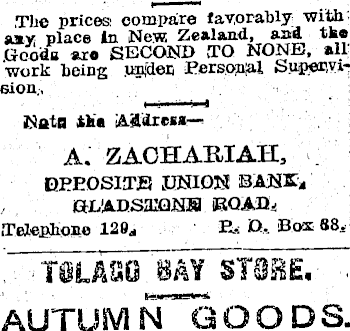 The prices compare favorably with
any place in New Zealand, and the
Goods are SECOND TO NONE, all
work being under Personal Supervi-
sion.
Note the Address—
A. ZACHARIAH,
OPPOSITE UNION BANK,
GLADSTONE ROAD.
Telephone 129. P. O. Box 88.
TOLAGO BAY STORE.
AUTUMN GOODS.